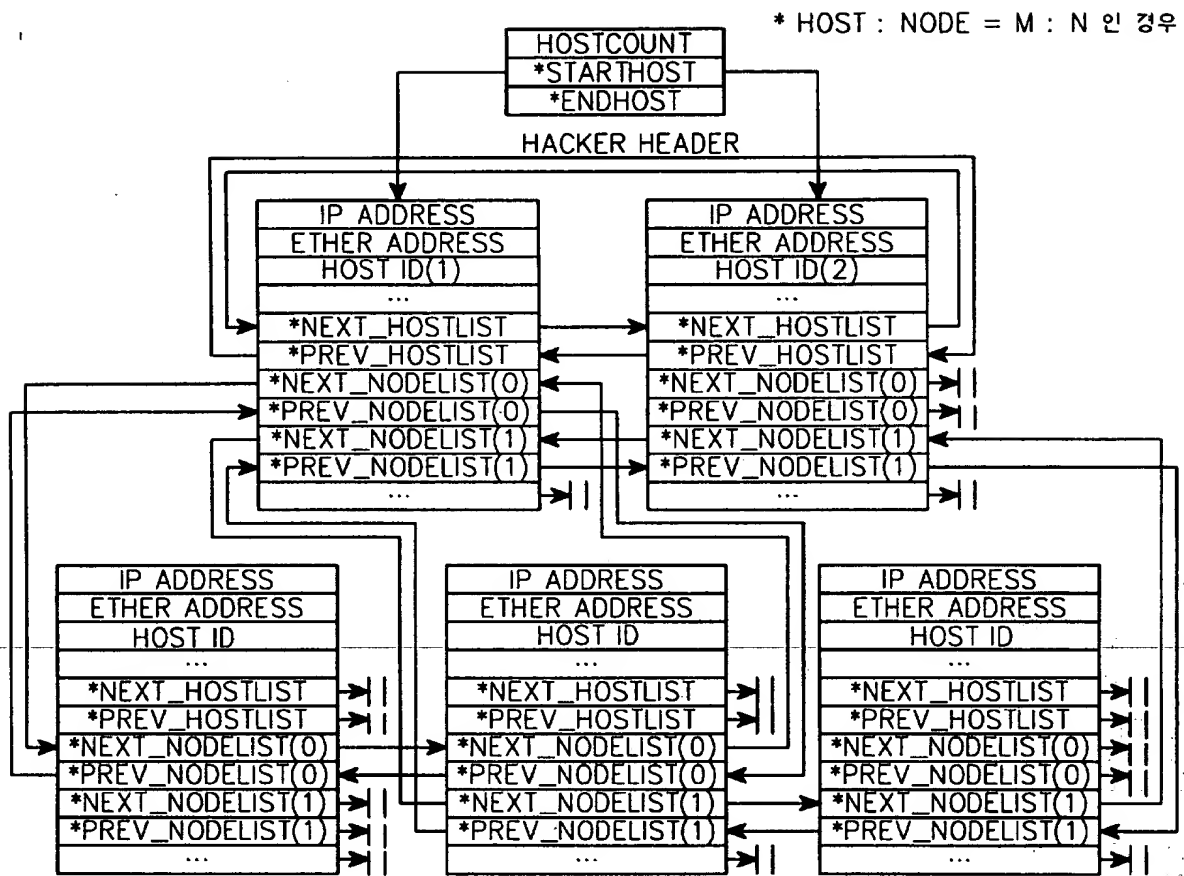 * HOST : NODE = M : N 인 경우
HOSTCOUNT
*STARTHOST
*ENDHOST
HACKER HEADER
IP ADDRESS
ETHER ADDRESS
HOST ID(1)
...
*NEXT_HOSTLIST
*PREV_HOSTLIST
*NEXT_NODELIST(0)
*PREV_NODELIST(0)
*NEXT_NODELIST(1)
*PREV_NODELIST(1)
...
IP ADDRESS
ETHER ADDRESS
HOST ID(2)
...
*NEXT_HOSTLIST
*PREV_HOSTLIST
*NEXT_NODELIST(0)
*PREV_NODELIST(0)
*NEXT_NODELIST(1)
*PREV_NODELIST(1)
...
IP ADDRESS
ETHER ADDRESS
HOST ID
...
*NEXT_HOSTLIST
*PREV_HOSTLIST
*NEXT_NODELIST(0)
*PREV_NODELIST(0)
*NEXT_NODELIST(1)
*PREV_NODELIST(1)
...
IP ADDRESS
ETHER ADDRESS
HOST ID
...
*NEXT_HOSTLIST
*PREV_HOSTLIST
*NEXT_NODELIST(0)
*PREV_NODELIST(0)
*NEXT_NODELIST(1)
*PREV_NODELIST(1)
...
IP ADDRESS
ETHER ADDRESS
HOST ID
...
*NEXT_HOSTLIST
*PREV_HOSTLIST
*NEXT_NODELIST(0)
*PREV_NODELIST(0)
*NEXT_NODELIST(1)
*PREV_NODELIST(1)
...